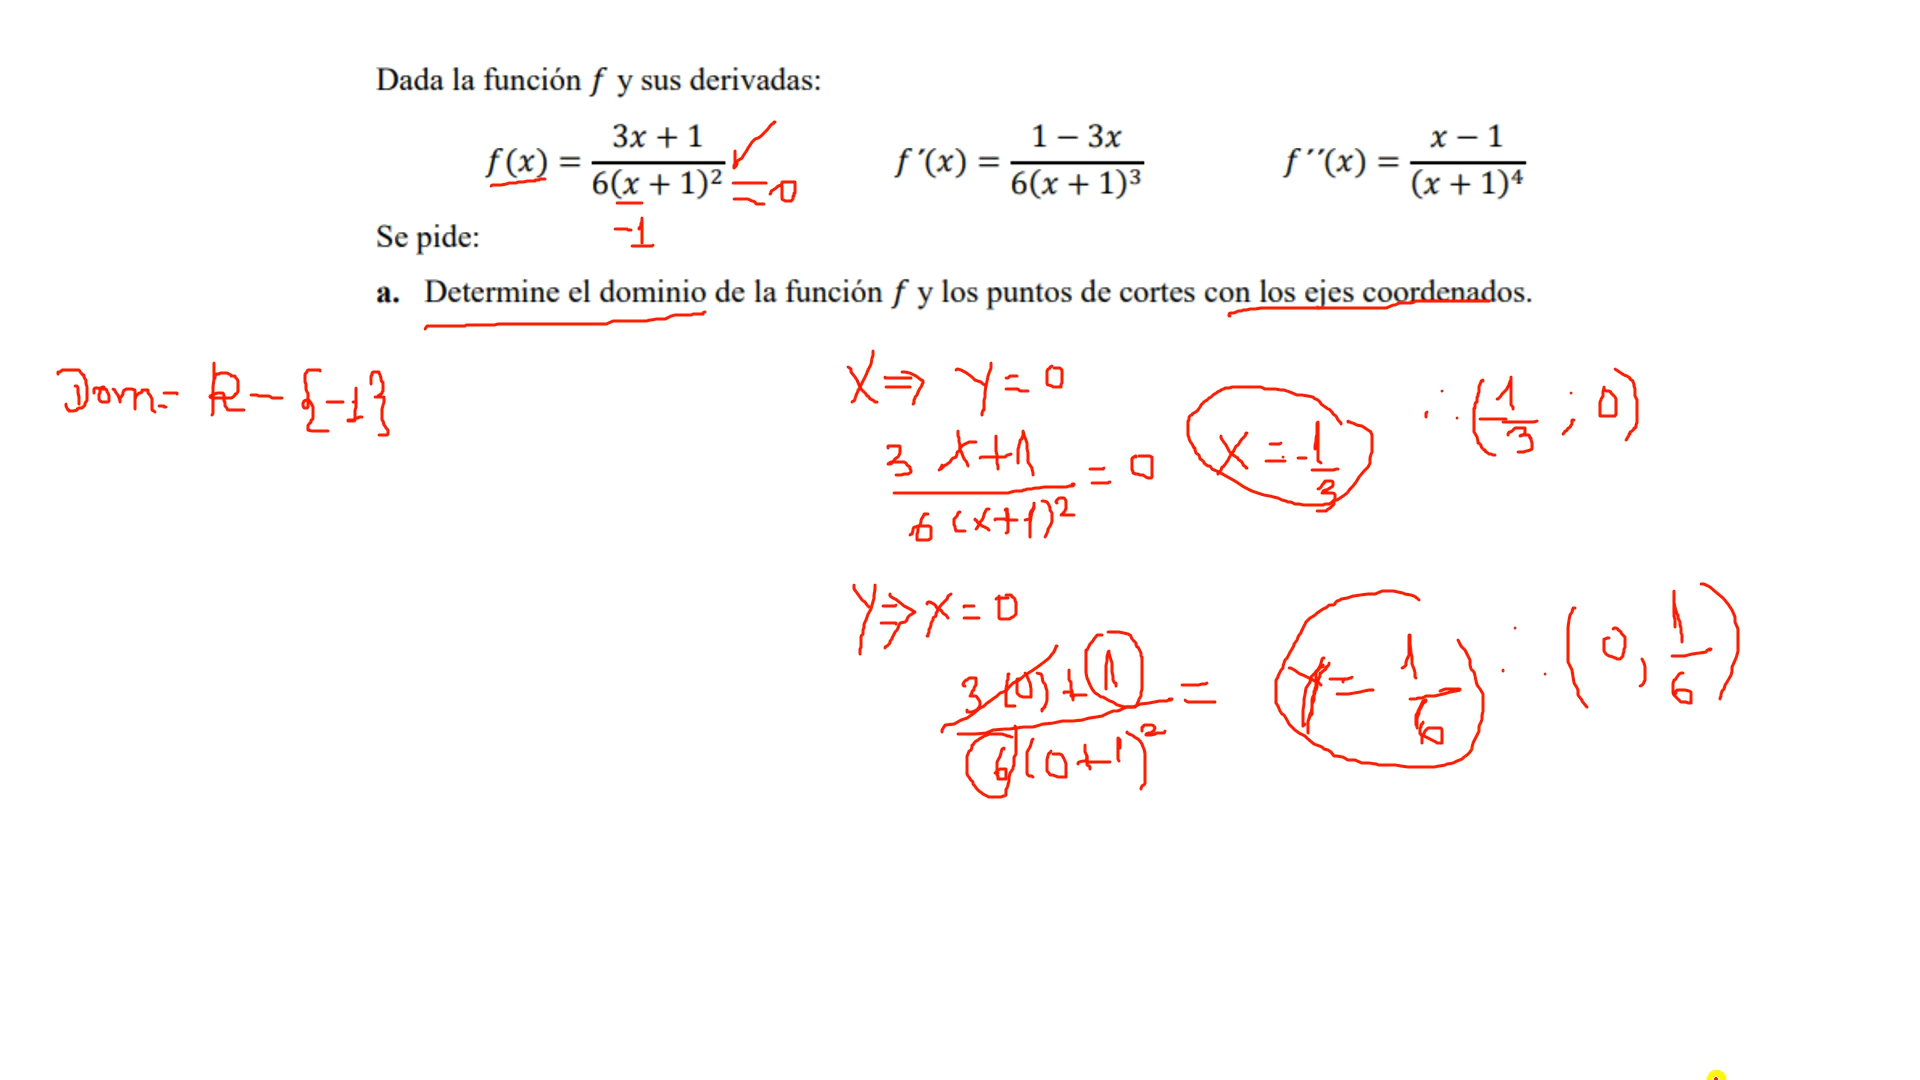 Dada la función f y sus derivadas:
f(x) = (3x + 1)/(6(x + 1)²) = 0    f´(x) = (1 − 3x)/(6(x + 1)³)    f´´(x) = (x − 1)/((x + 1)⁴)
-1
Se pide:
a. Determine el dominio de la función f y los puntos de cortes con los ejes coordenados.
Dom = R - {-1}
X ⇒ Y = 0
(3x+1)/(6(x+1)²) = 0    x = -1/3    ∴ (1/3 ; 0)
Y ⇒ x = 0
(3(0)+1)/(6(0+1)²) =    Y = 1/6    ∴ (0, 1/6)